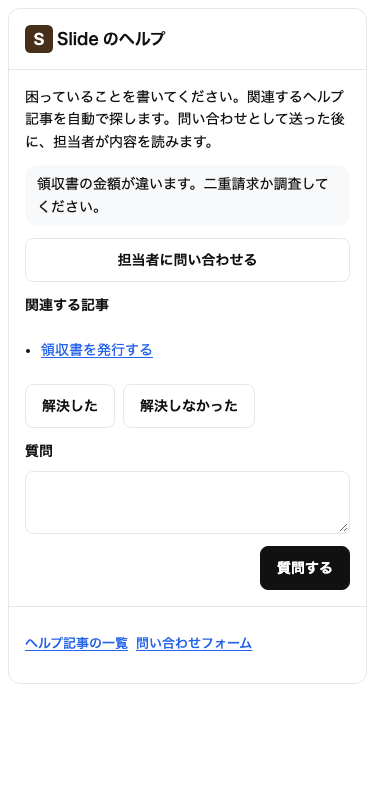 S Slide のヘルプ
困っていることを書いてください。関連するヘルプ
記事を自動で探します。問い合わせとして送った後
に、担当者が内容を読みます。
領収書の金額が違います。二重請求か調査して
ください。
担当者に問い合わせる
関連する記事
• 領収書を発行する
解決した 解決しなかった
質問
質問する
ヘルプ記事の一覧 問い合わせフォーム